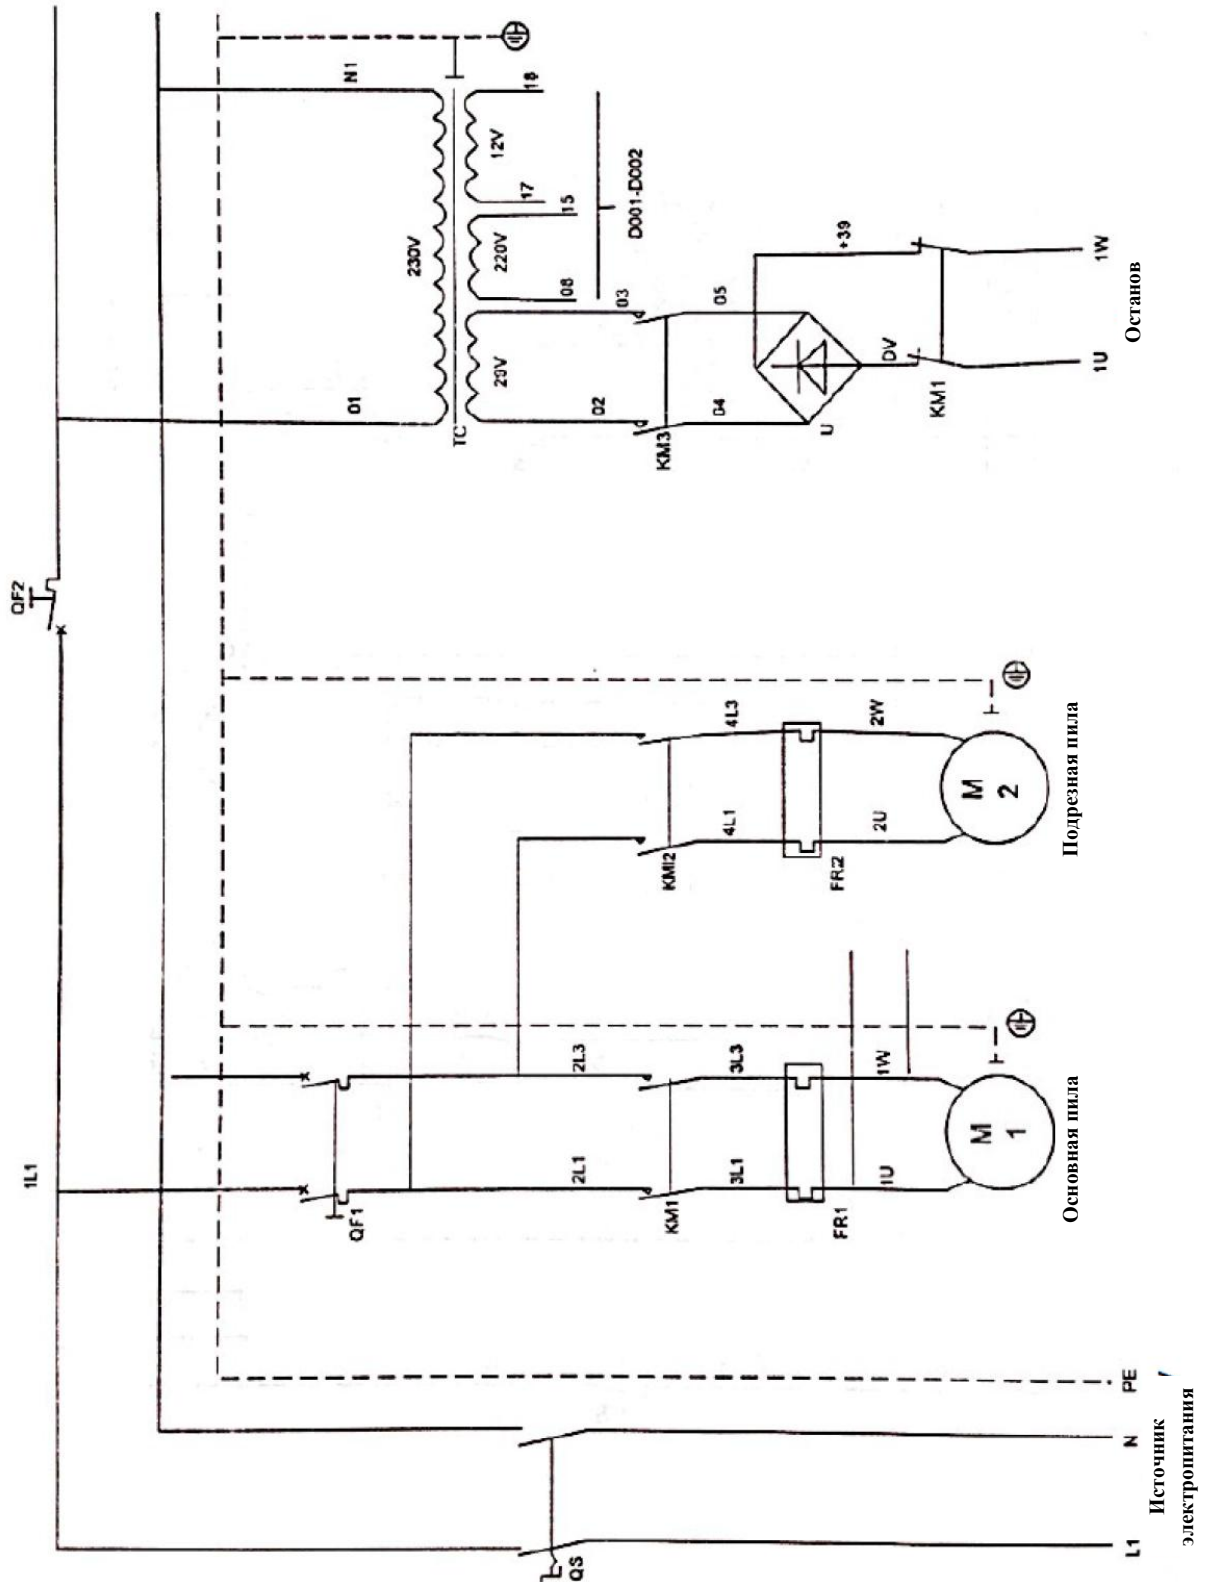 1L1
QF2
N1
01
230V
TC
29V
220V
12V
18
17
15
08
03
02
D001-D002
KM3
05
04
U
DV
+39
KM1
1U
1W
Останов
QF1
2L1
2L3
KM1
3L1
3L3
FR1
1U
1W
M
1
Основная пила
KMI2
4L1
4L3
FR2
2U
2W
M
2
Подрезная пила
QS
L1
N
PE
Источник
электропитания